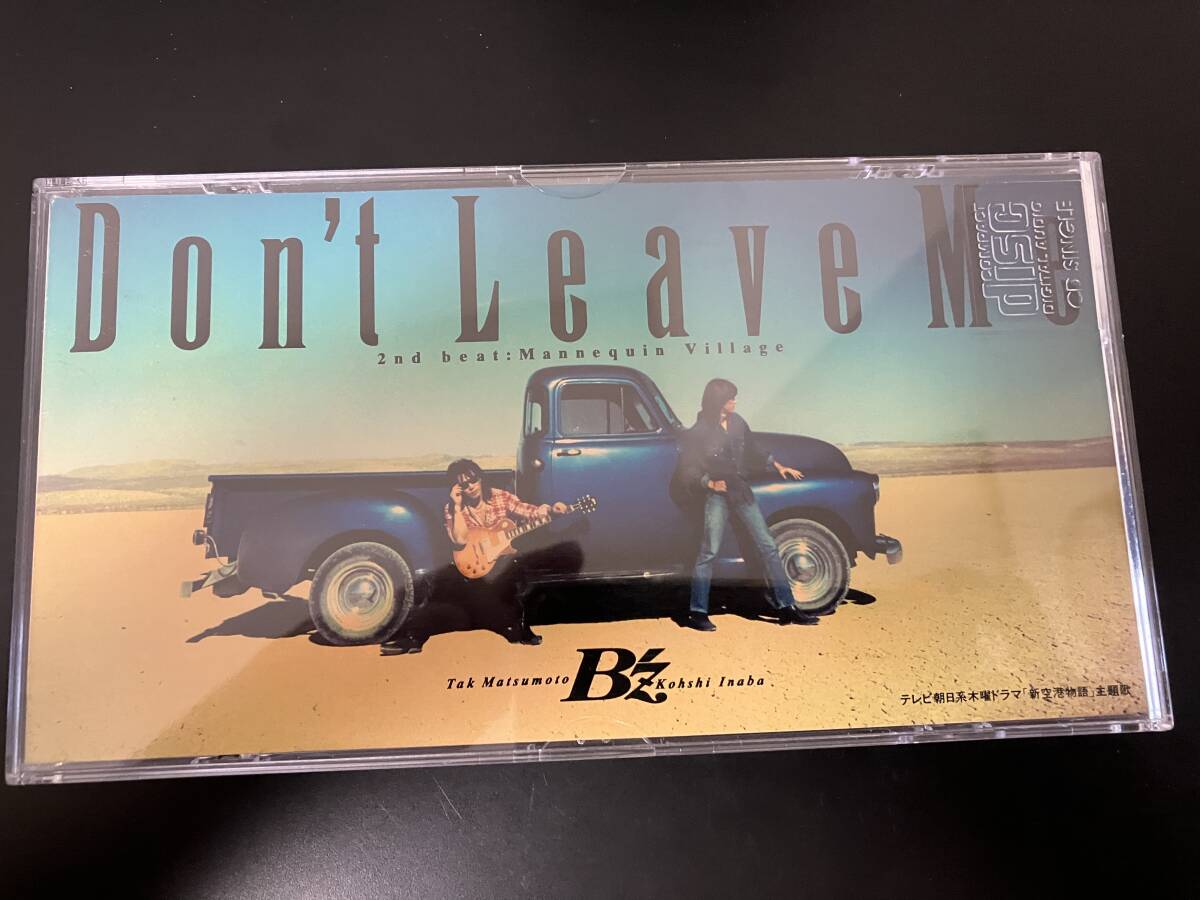 Don't Leave Me
2nd beat:Mannequin Village
COMPACT
disc
DIGITAL AUDIO
CD SINGLE
Tak Matsumoto B'z Kohshi Inaba
テレビ朝日系木曜ドラマ「新空港物語」主題歌